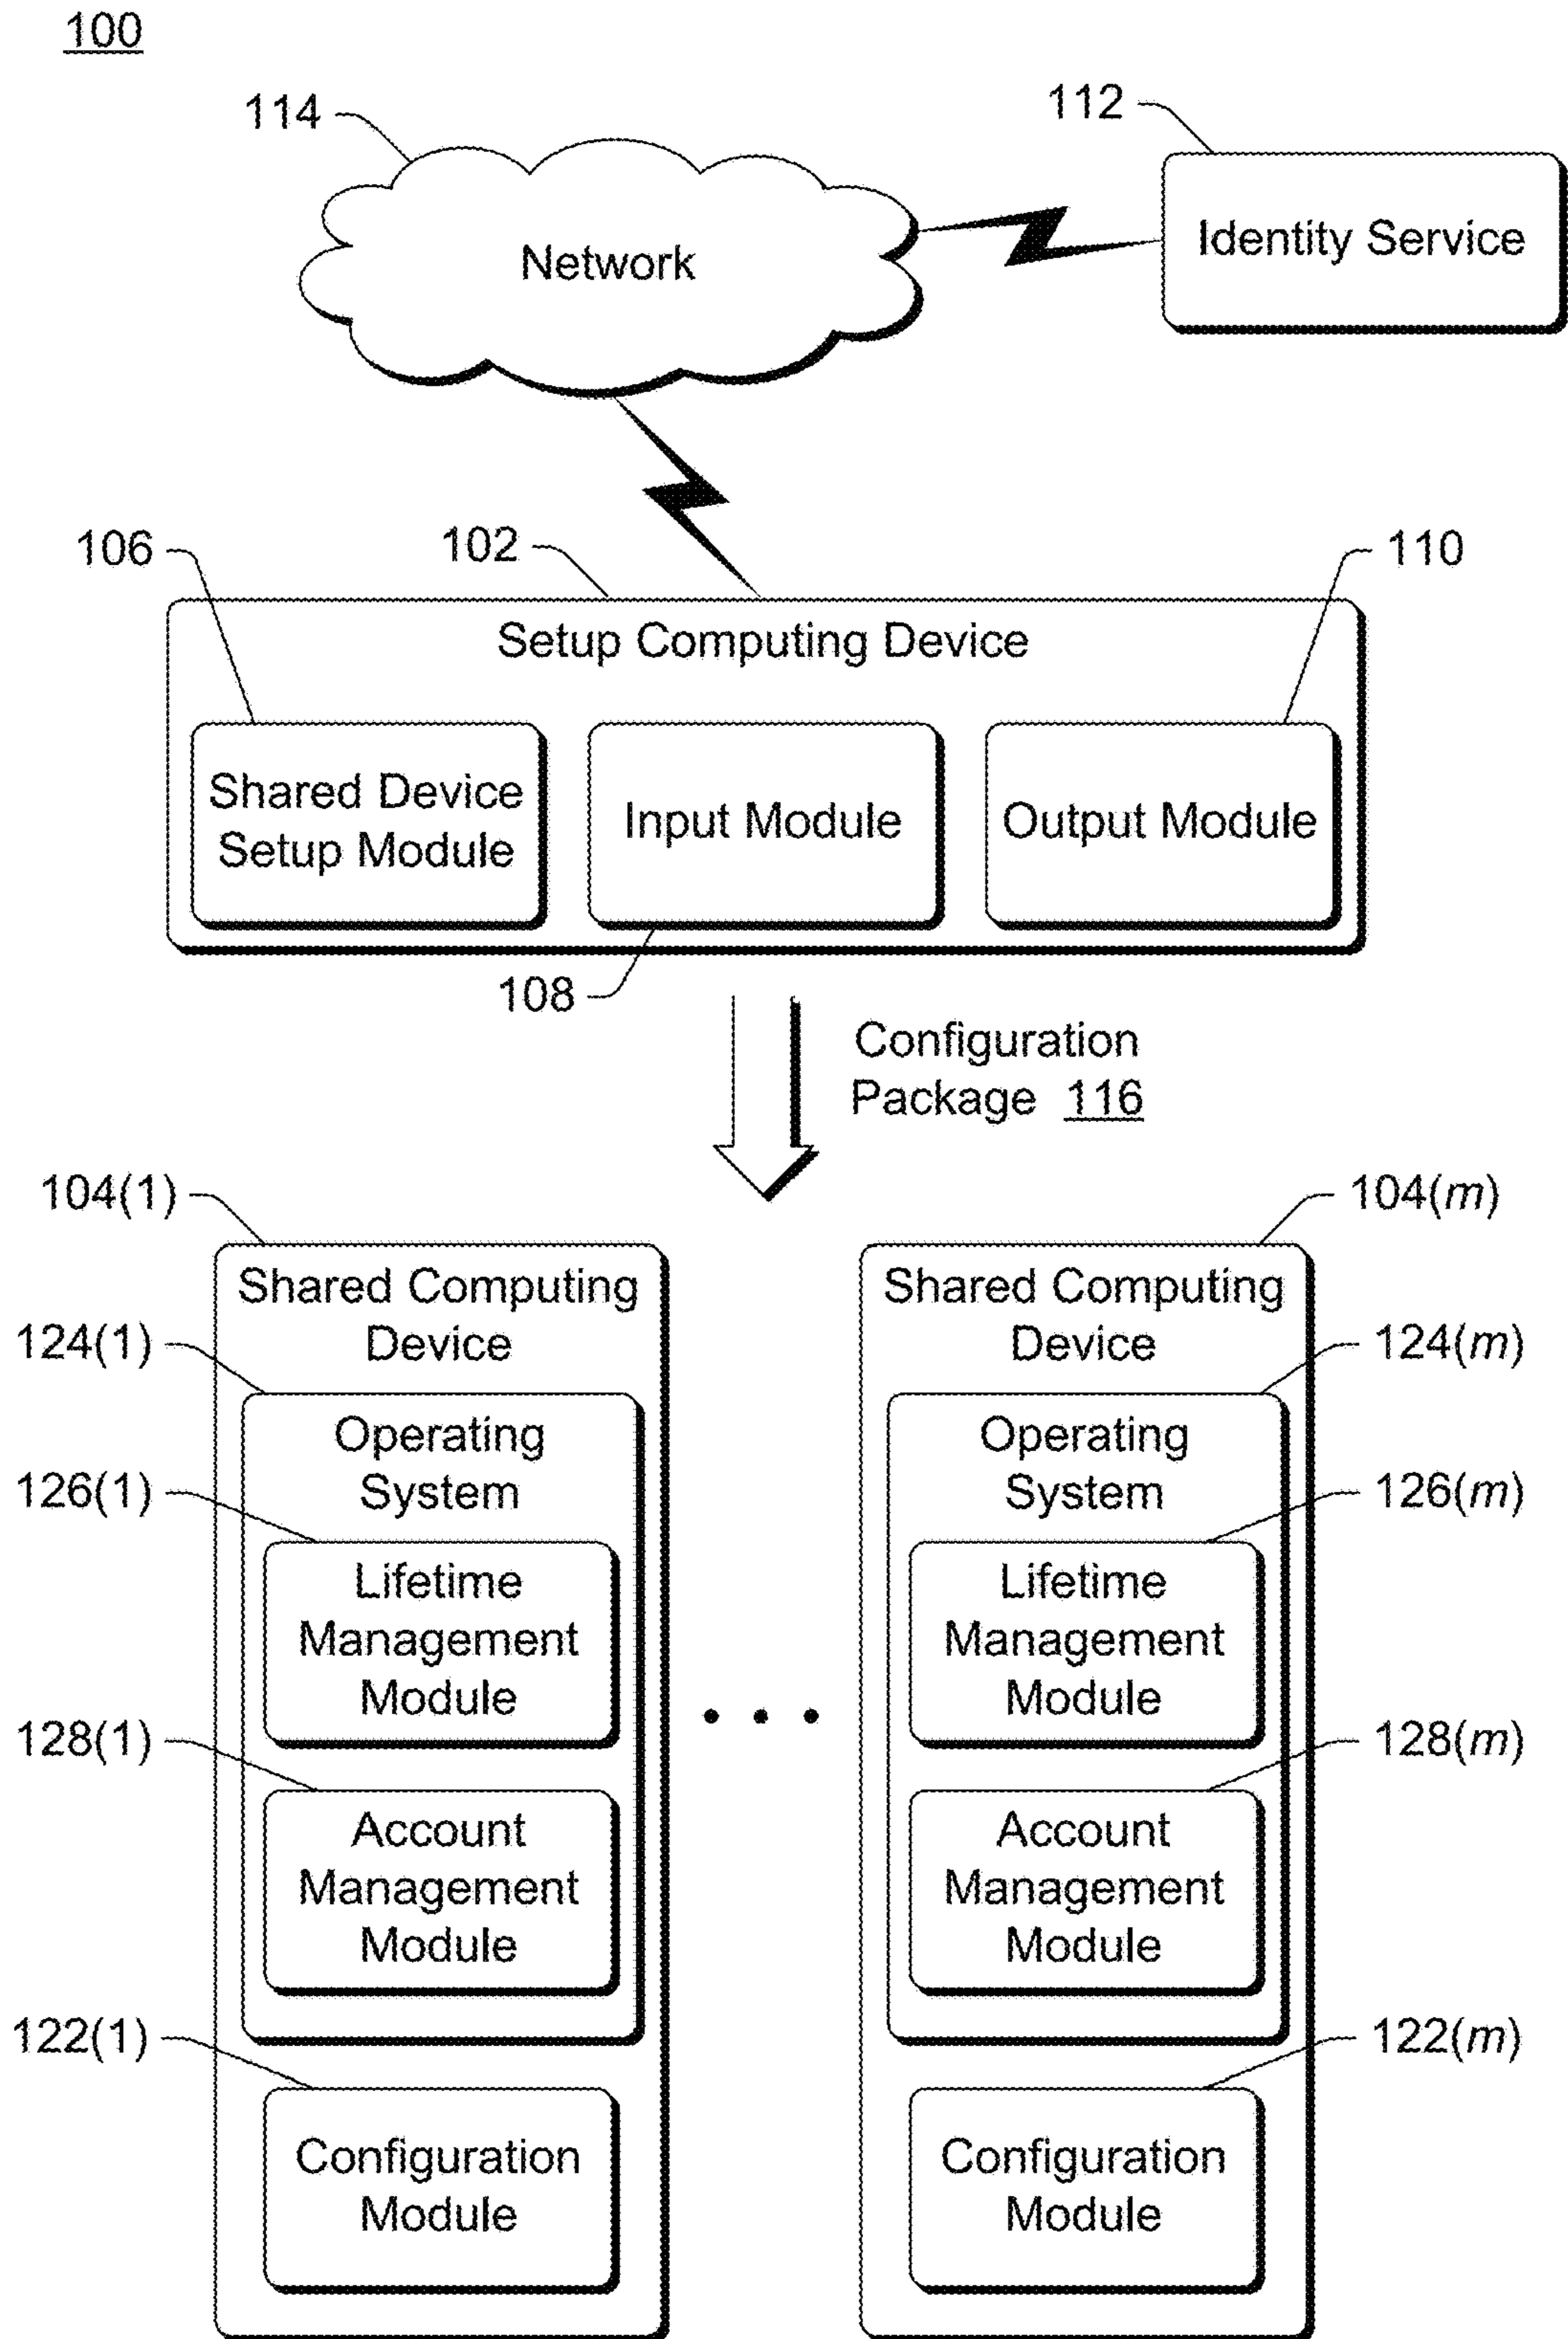 100
114
112
Network
Identity Service
106
102
110
Setup Computing Device
Shared Device
Setup Module
Input Module
Output Module
108
Configuration
Package 116
104(1)
104(m)
Shared Computing
Device
Shared Computing
Device
124(1)
124(m)
Operating
System
Operating
System
126(1)
126(m)
Lifetime
Management
Module
Lifetime
Management
Module
• • •
128(1)
128(m)
Account
Management
Module
Account
Management
Module
122(1)
122(m)
Configuration
Module
Configuration
Module